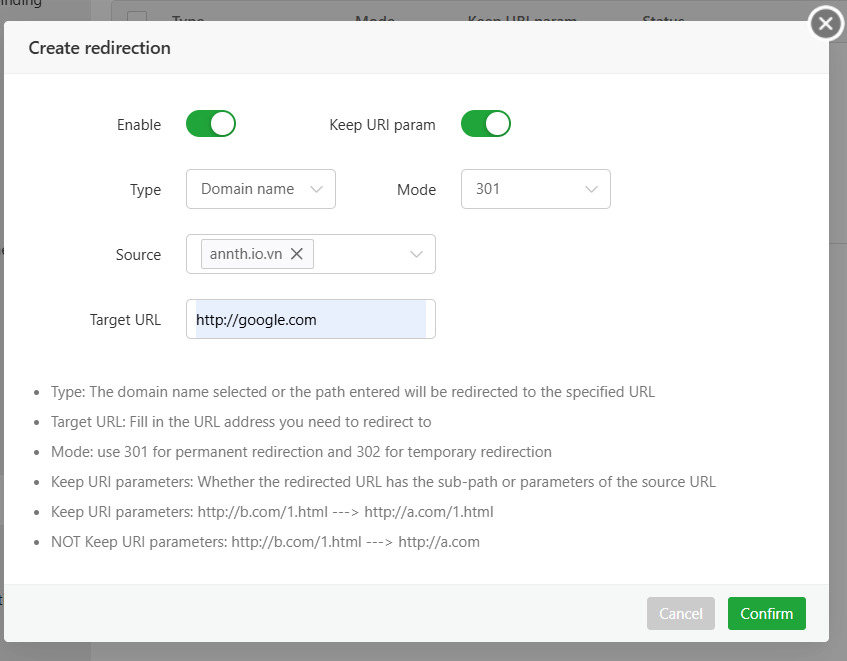 Create redirection
Enable
Keep URI param
Type Domain name
Mode 301
Source annth.io.vn
Target URL http://google.com
Type: The domain name selected or the path entered will be redirected to the specified URL
Target URL: Fill in the URL address you need to redirect to
Mode: use 301 for permanent redirection and 302 for temporary redirection
Keep URI parameters: Whether the redirected URL has the sub-path or parameters of the source URL
Keep URI parameters: http://b.com/1.html ---> http://a.com/1.html
NOT Keep URI parameters: http://b.com/1.html ---> http://a.com
Cancel Confirm